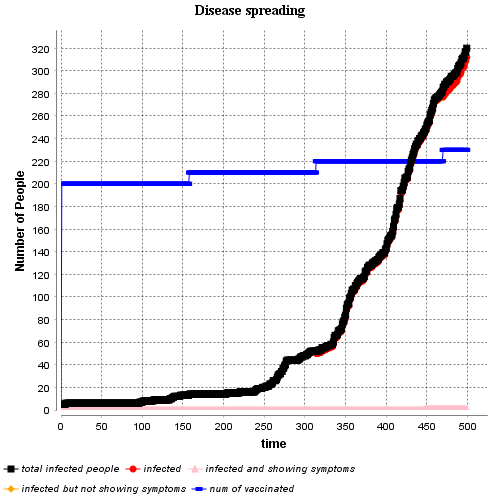 Disease spreading
Number of People
320
300
280
260
240
220
200
180
160
140
120
100
80
60
40
20
0
0 50 100 150 200 250 300 350 400 450 500
time
total infected people infected infected and showing symptoms
infected but not showing symptoms num of vaccinated